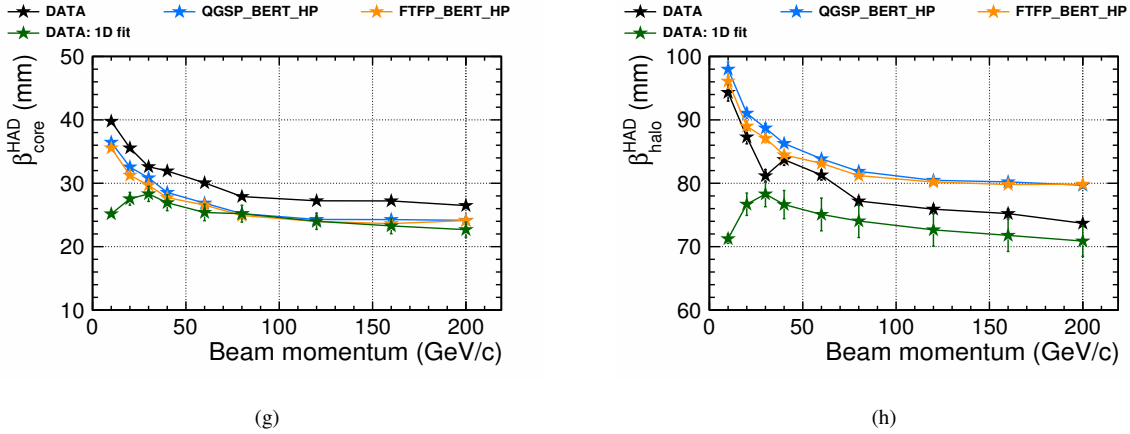 DATA QGSP_BERT_HP FTFP_BERT_HP
DATA: 1D fit
50
40
30
20
10
β^HAD_core (mm)
0 50 100 150 200
Beam momentum (GeV/c)
(g)
DATA QGSP_BERT_HP FTFP_BERT_HP
DATA: 1D fit
100
90
80
70
60
β^HAD_halo (mm)
0 50 100 150 200
Beam momentum (GeV/c)
(h)